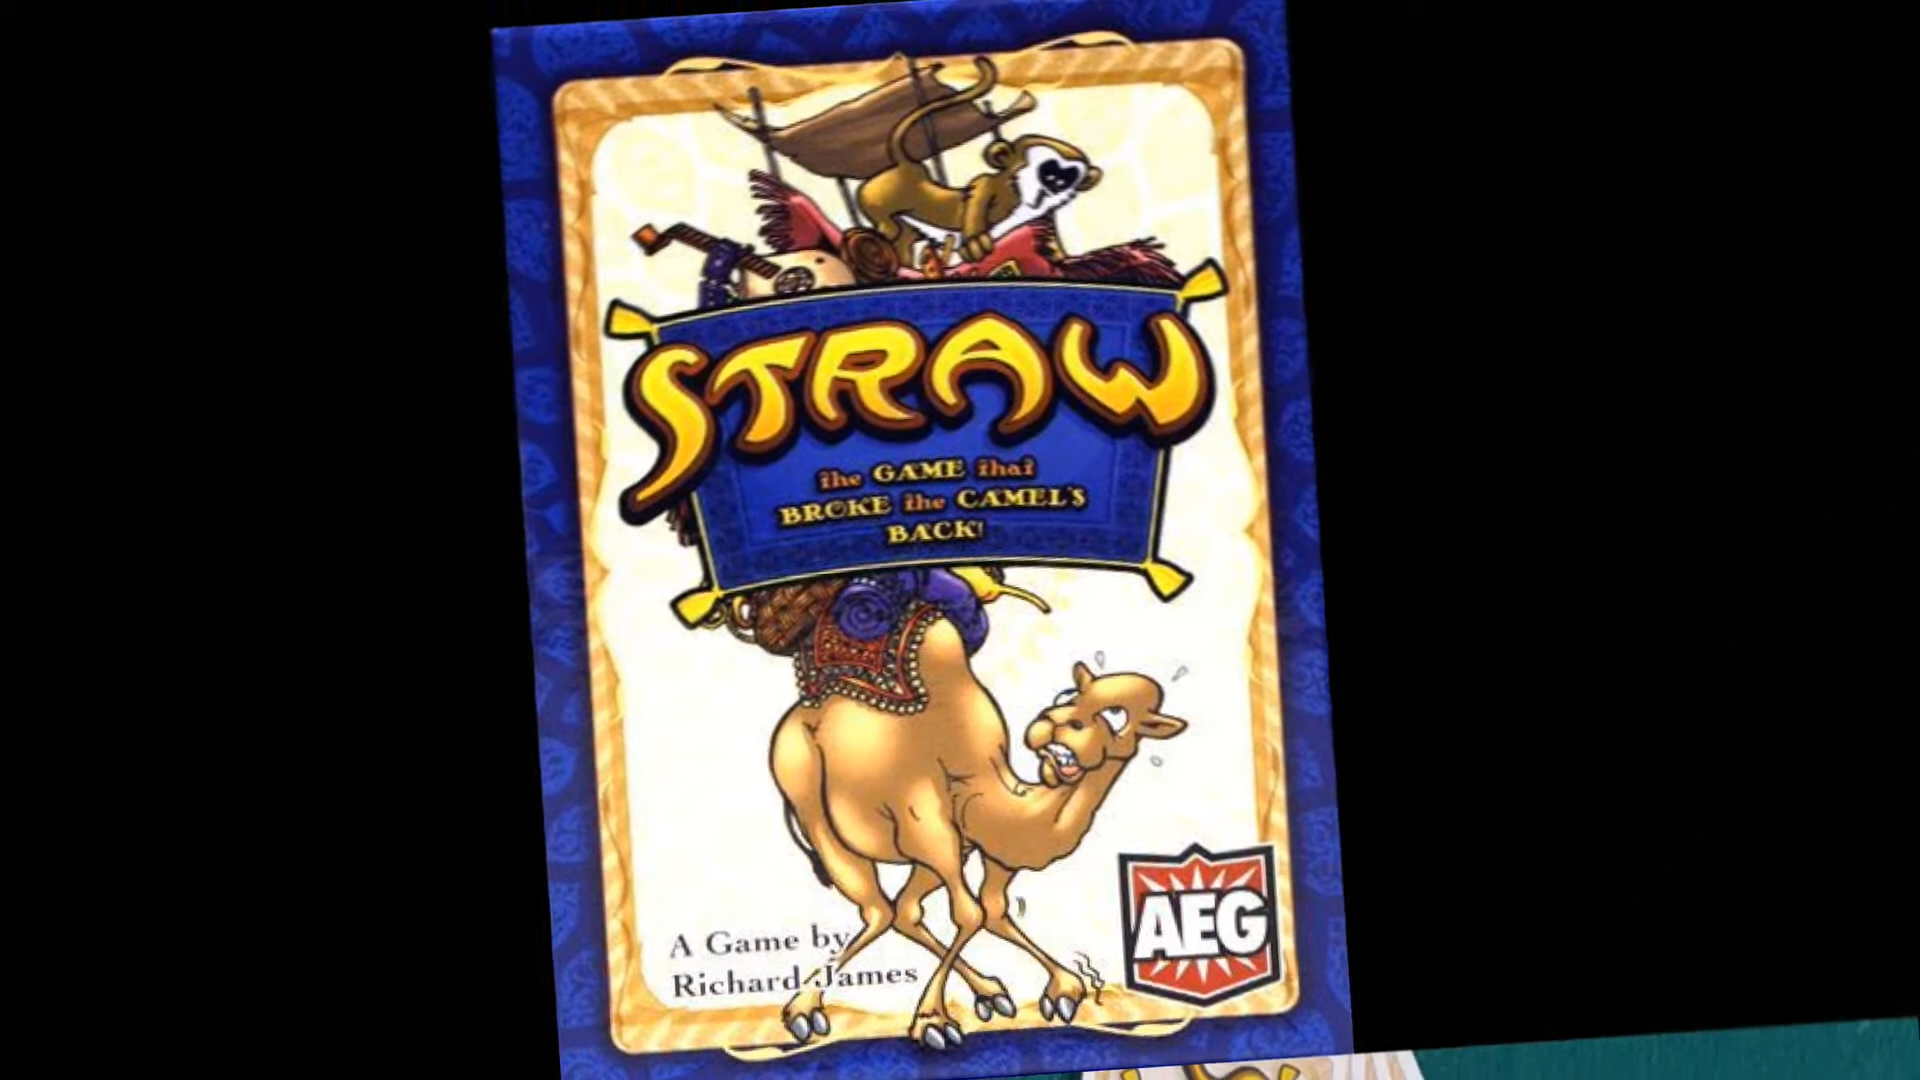 STRAW
the GAME that
BROKE the CAMEL'S
BACK!
A Game by
Richard James
AEG